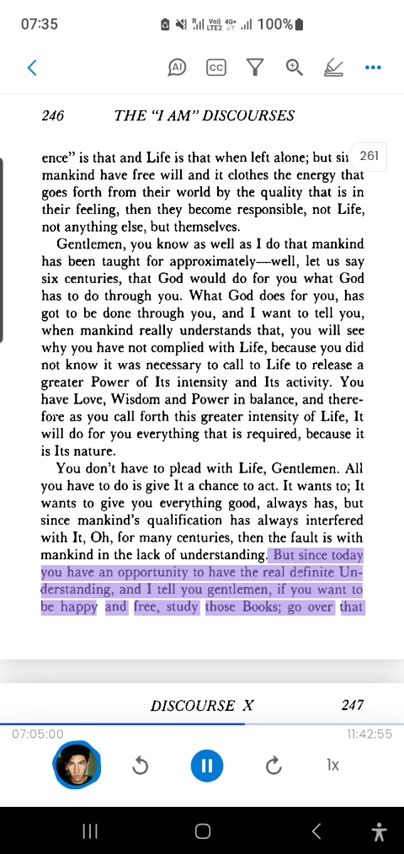 07:35
Vo) 4G+
LTE2 100%
AI CC
246 THE "I AM" DISCOURSES
261
ence" is that and Life is that when left alone; but sin
mankind have free will and it clothes the energy that
goes forth from their world by the quality that is in
their feeling, then they become responsible, not Life,
not anything else, but themselves.
Gentlemen, you know as well as I do that mankind
has been taught for approximately—well, let us say
six centuries, that God would do for you what God
has to do through you. What God does for you, has
got to be done through you, and I want to tell you,
when mankind really understands that, you will see
why you have not complied with Life, because you did
not know it was necessary to call to Life to release a
greater Power of Its intensity and Its activity. You
have Love, Wisdom and Power in balance, and there-
fore as you call forth this greater intensity of Life, It
will do for you everything that is required, because it
is Its nature.
You don't have to plead with Life, Gentlemen. All
you have to do is give It a chance to act. It wants to; It
wants to give you everything good, always has, but
since mankind's qualification has always interfered
with It, Oh, for many centuries, then the fault is with
mankind in the lack of understanding. But since today
you have an opportunity to have the real definite Un-
derstanding, and I tell you gentlemen, if you want to
be happy and free, study those Books; go over that
DISCOURSE X 247
07:05:00 11:42:55
1x